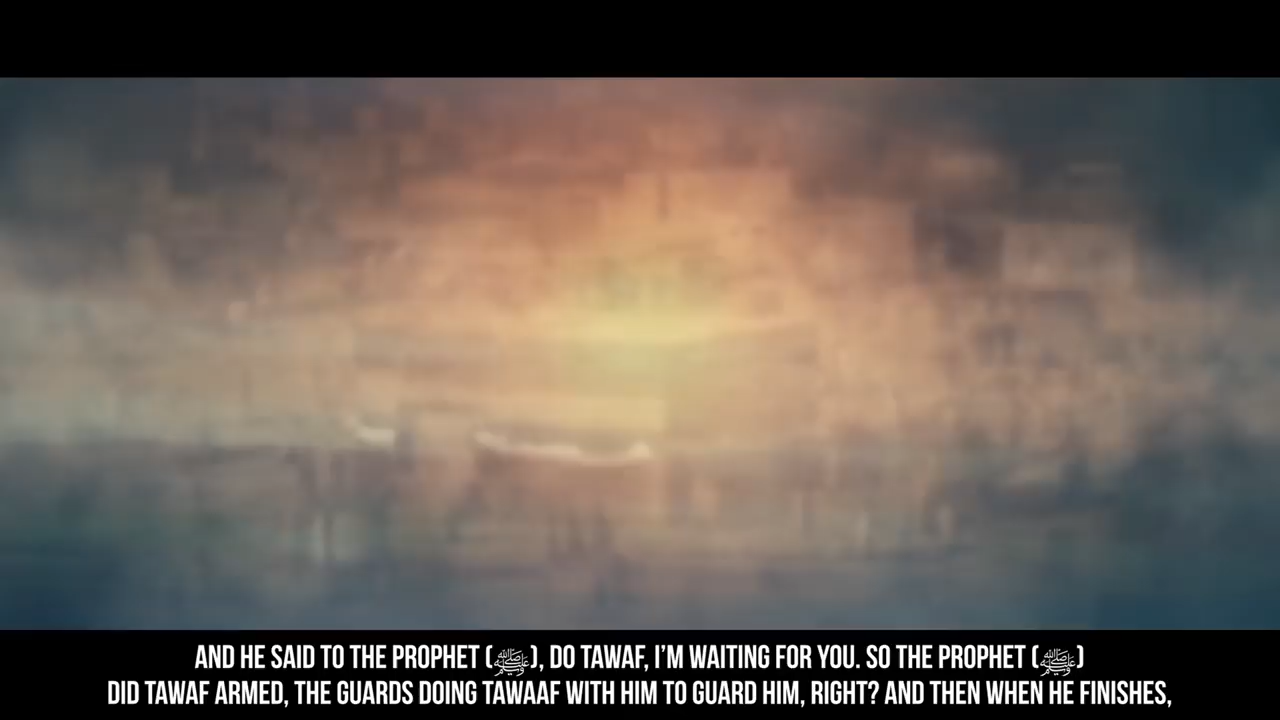 AND HE SAID TO THE PROPHET (ﷺ), DO TAWAF, I'M WAITING FOR YOU. SO THE PROPHET (ﷺ)
DID TAWAF ARMED, THE GUARDS DOING TAWAAF WITH HIM TO GUARD HIM, RIGHT? AND THEN WHEN HE FINISHES,